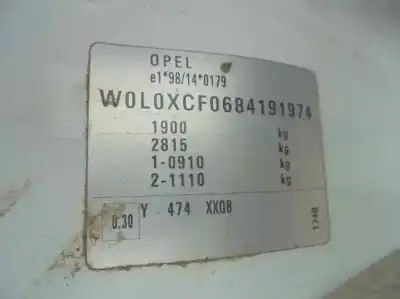 OPEL
e1*98/14*0179
W0L0XCF0684191974
1900 kg
2815 kg
1-0910 kg
2-1110 kg
0.30 Y 474 XX08
1748